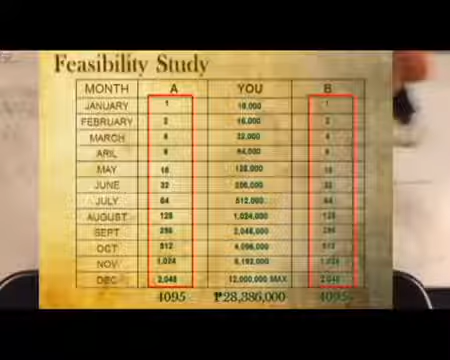 Feasibility Study
MONTH A YOU B
JANUARY 1 1
FEBRUARY 2 16,000 2
MARCH 4 32,000 4
ARIL 8 64,000 8
MAY 16 128,000 16
JUNE 32 256,000 32
JULY 64 512,000 64
AUGUST 128 1,024,000 128
SEPT 256 2,048,000 256
OCT 512 4,096,000 512
NOV 1,024 8,192,000 1,024
DEC 2,048 12,000,000 MAX 2,048
4095 ₱28,386,000 4095